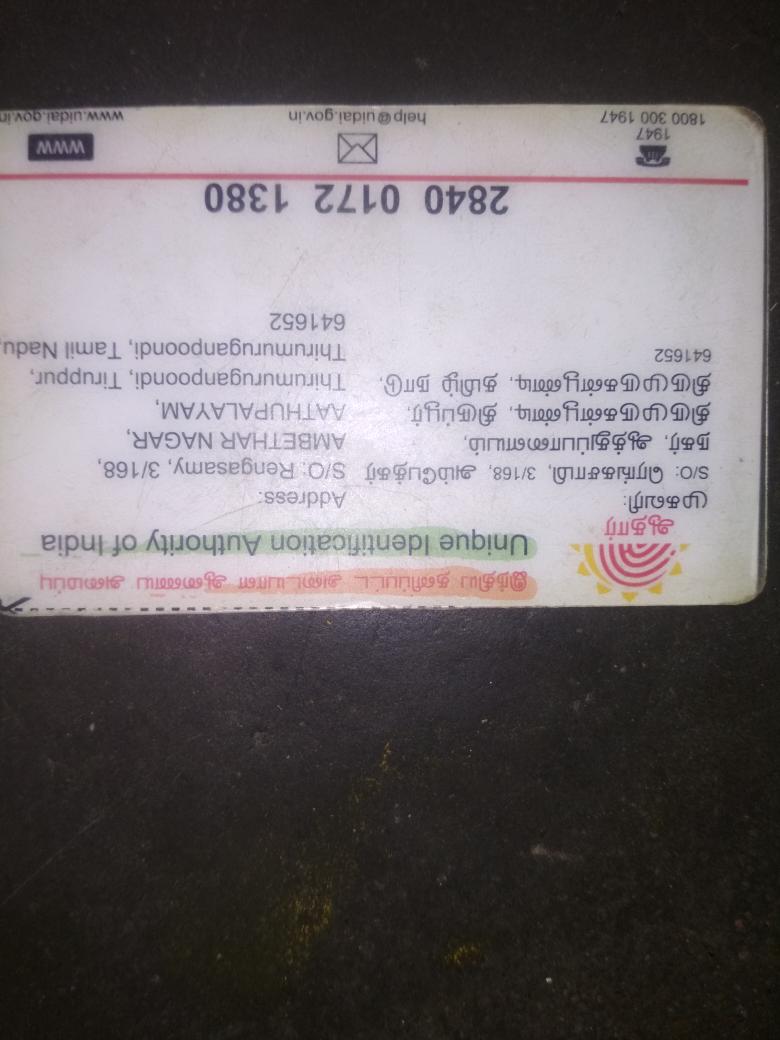 இந்திய தனிப்பட்ட அடையாள ஆணைய அமைப்பு
Unique Identification Authority of India
ஆதார்
முகவரி:
S/O: ரெங்கசாமி, 3/168, அம்பேத்கர்
நகர், ஆத்துப்பாளையம்,
திருமுருகன்பூண்டி, திருப்பூர்,
திருமுருகன்பூண்டி, தமிழ் நாடு,
641652
Address:
S/O: Rengasamy, 3/168,
AMBETHAR NAGAR,
AATHUPALAYAM,
Thirumuruganpoondi, Tiruppur,
Thirumuruganpoondi, Tamil Nadu,
641652
2840 0172 1380
1947
1800 300 1947
help@uidai.gov.in
WWW
www.uidai.gov.in